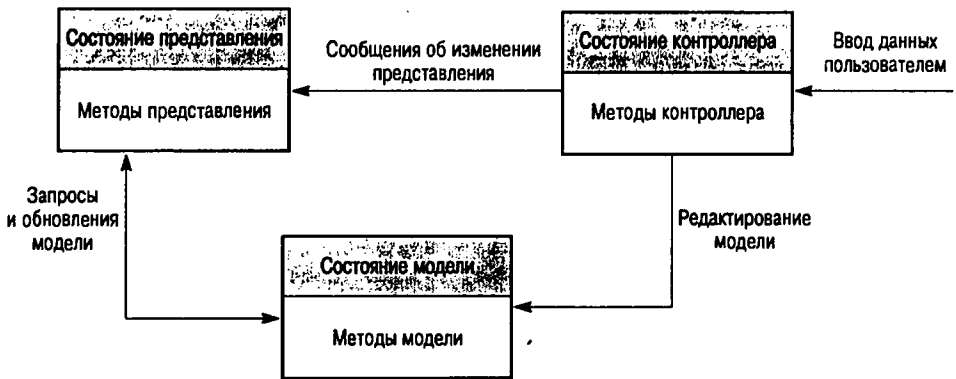 Состояние представления
Методы представления
Сообщения об изменении
представления
Состояние контроллера
Методы контроллера
Ввод данных
пользователем
Запросы
и обновления
модели
Редактирование
модели
Состояние модели
Методы модели